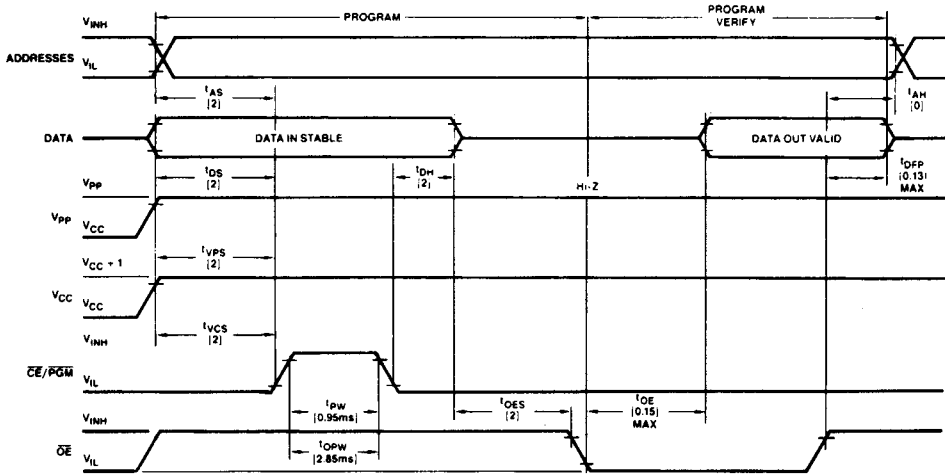 PROGRAM
PROGRAM
VERIFY
VINH
ADDRESSES
VIL
tAS
[2]
tAH
[0]
DATA
DATA IN STABLE
DATA OUT VALID
tDS
[2]
tDH
[2]
HI-Z
tDFP
[0.13]
MAX
VPP
VPP
VCC
tVPS
[2]
VCC + 1
VCC
VCC
tVCS
[2]
VINH
CE/PGM
VIL
tPW
[0.95ms]
tOES
[2]
tOE
[0.15]
MAX
VINH
OE
VIL
tOPW
[2.85ms]